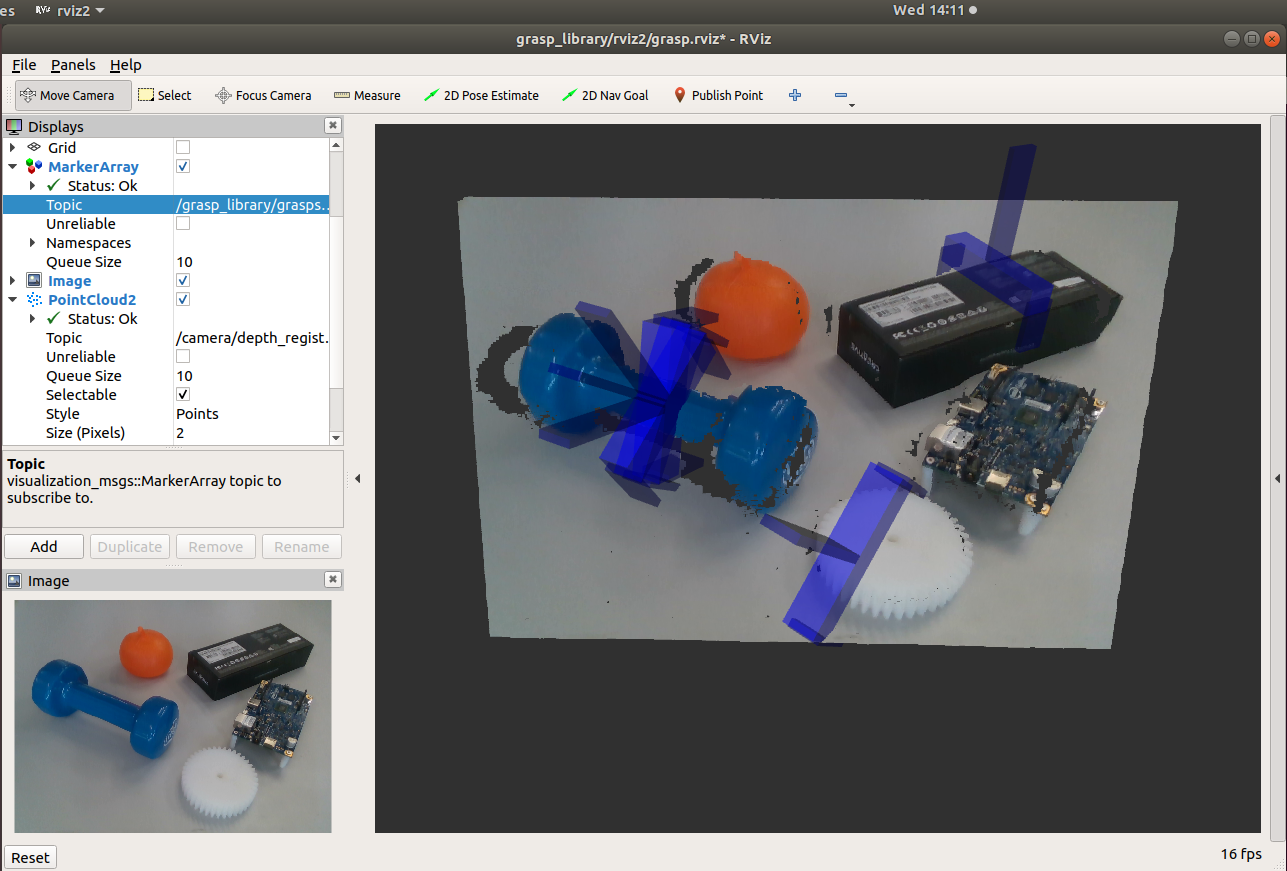 es rviz2 Wed 14:11
grasp_library/rviz2/grasp.rviz* - RViz
File Panels Help
Move Camera Select Focus Camera Measure 2D Pose Estimate 2D Nav Goal Publish Point
Displays
Grid
MarkerArray
Status: Ok
Topic /grasp_library/grasps...
Unreliable
Namespaces
Queue Size 10
Image
PointCloud2
Status: Ok
Topic /camera/depth_regist...
Unreliable
Queue Size 10
Selectable
Style Points
Size (Pixels) 2
Topic
visualization_msgs::MarkerArray topic to
subscribe to.
Add Duplicate Remove Rename
Image
Reset
16 fps